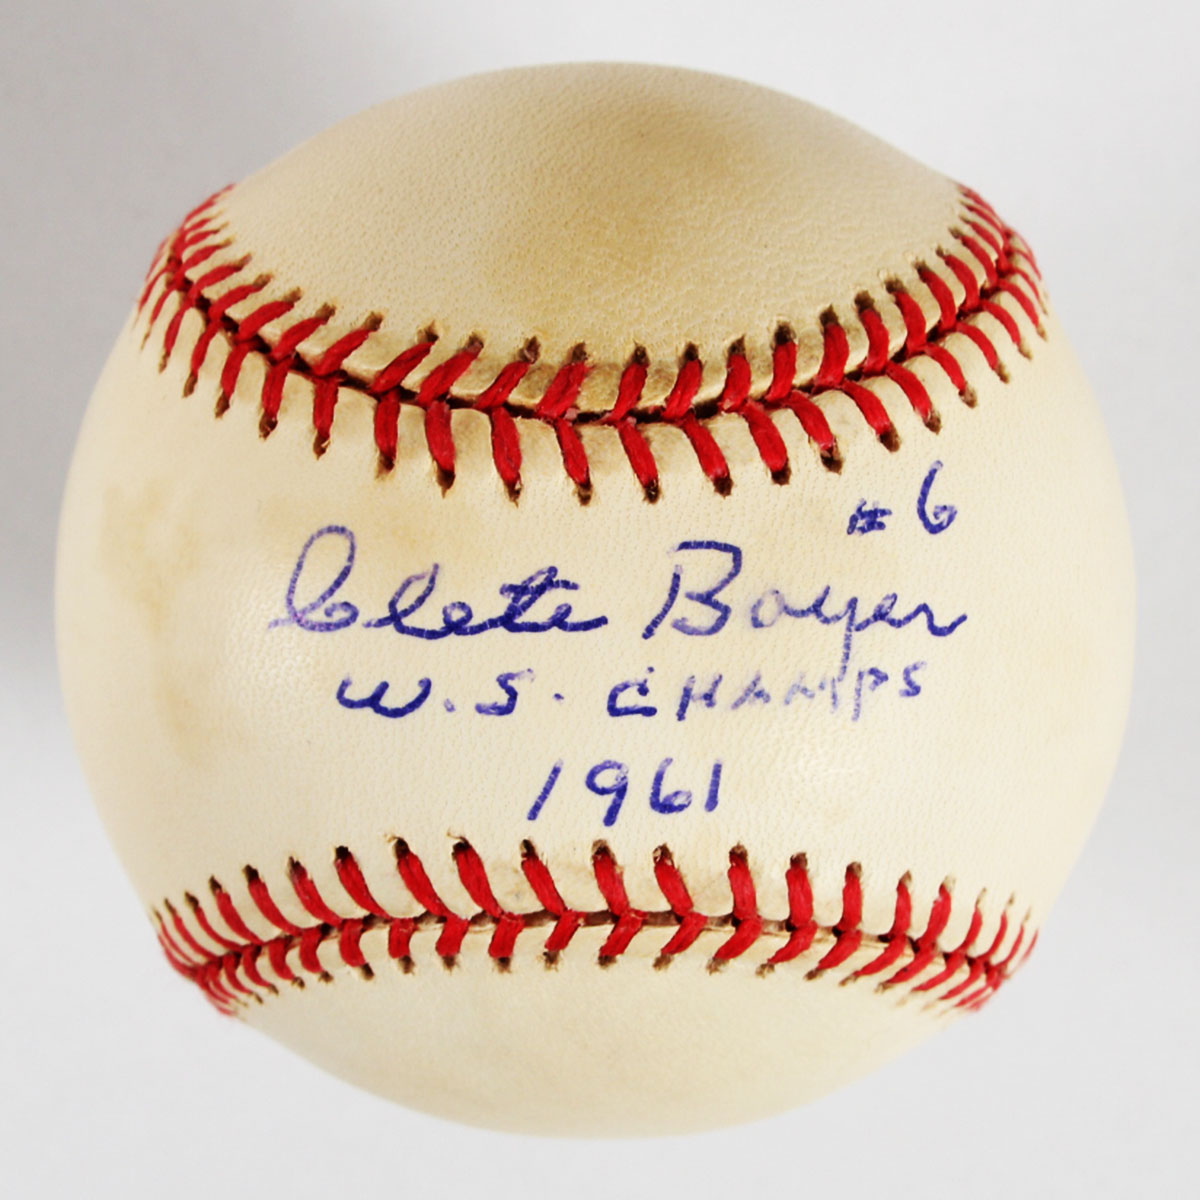 #6
Clete Boyer
W.S. CHAMPS
1961